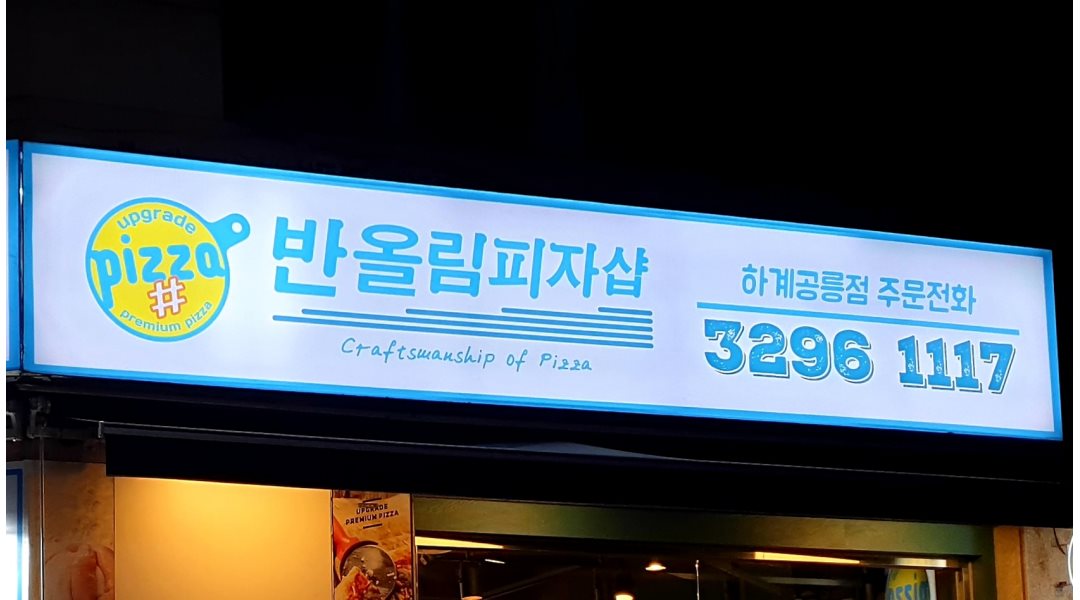 upgrade
pizza
#
premium pizza
반올림피자샵
Craftsmanship of Pizza
하계공릉점 주문전화
3296 1117
UPGRADE
PREMIUM PIZZA